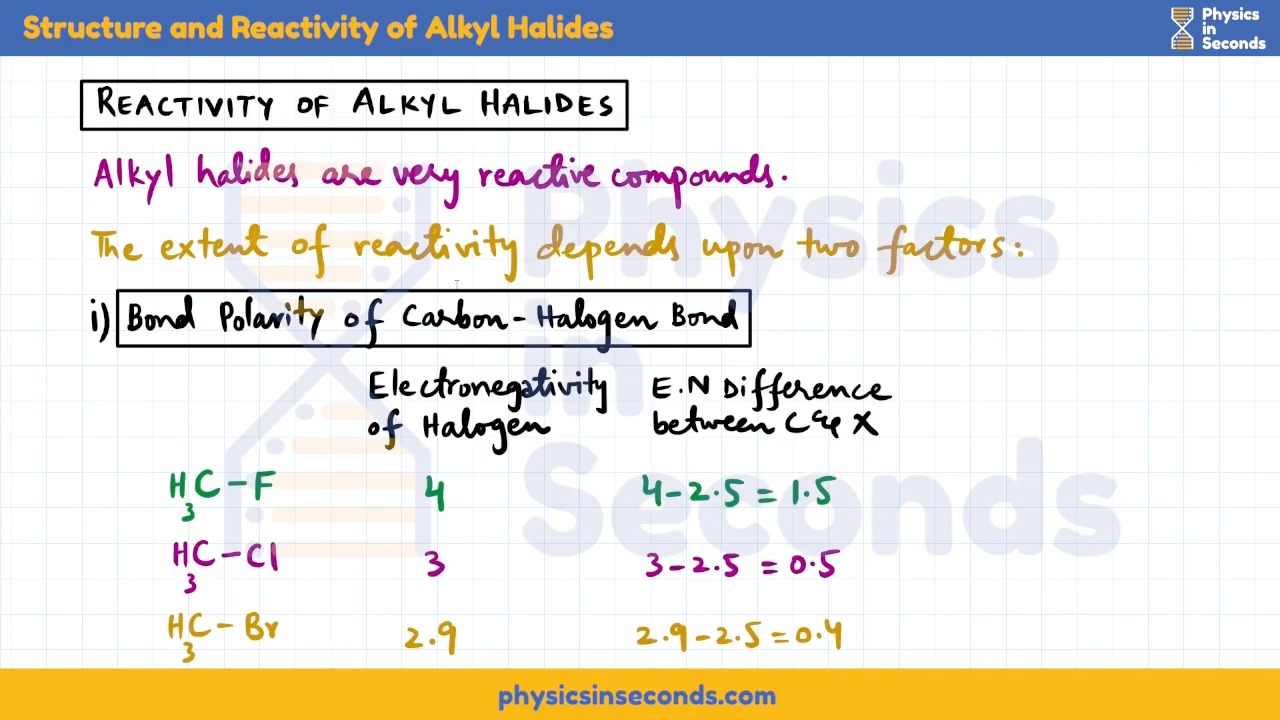 Structure and Reactivity of Alkyl Halides
Physics
in
Seconds
REACTIVITY OF ALKYL HALIDES
Alkyl halides are very reactive compounds.
The extent of reactivity depends upon two factors:
i) Bond Polarity of Carbon-Halogen Bond
Electronegativity of Halogen
E.N Difference between C & X
H₃C-F 4 4-2.5 = 1.5
H₃C-Cl 3 3-2.5 = 0.5
H₃C-Br 2.9 2.9-2.5 = 0.4
Physics
in
Seconds
physicsinseconds.com